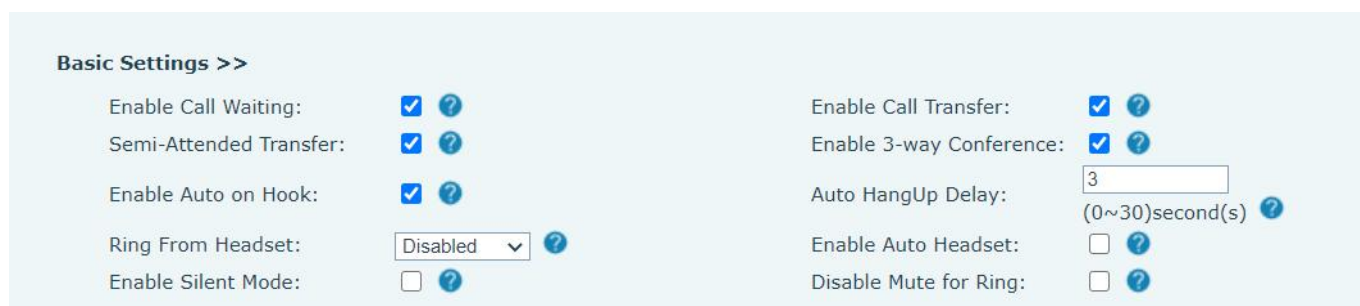 Basic Settings >>
Enable Call Waiting: ? Enable Call Transfer: ?
Semi-Attended Transfer: ? Enable 3-way Conference: ?
Enable Auto on Hook: ? Auto HangUp Delay: 3
(0~30)second(s) ?
Ring From Headset: Disabled ? Enable Auto Headset: ?
Enable Silent Mode: ? Disable Mute for Ring: ?